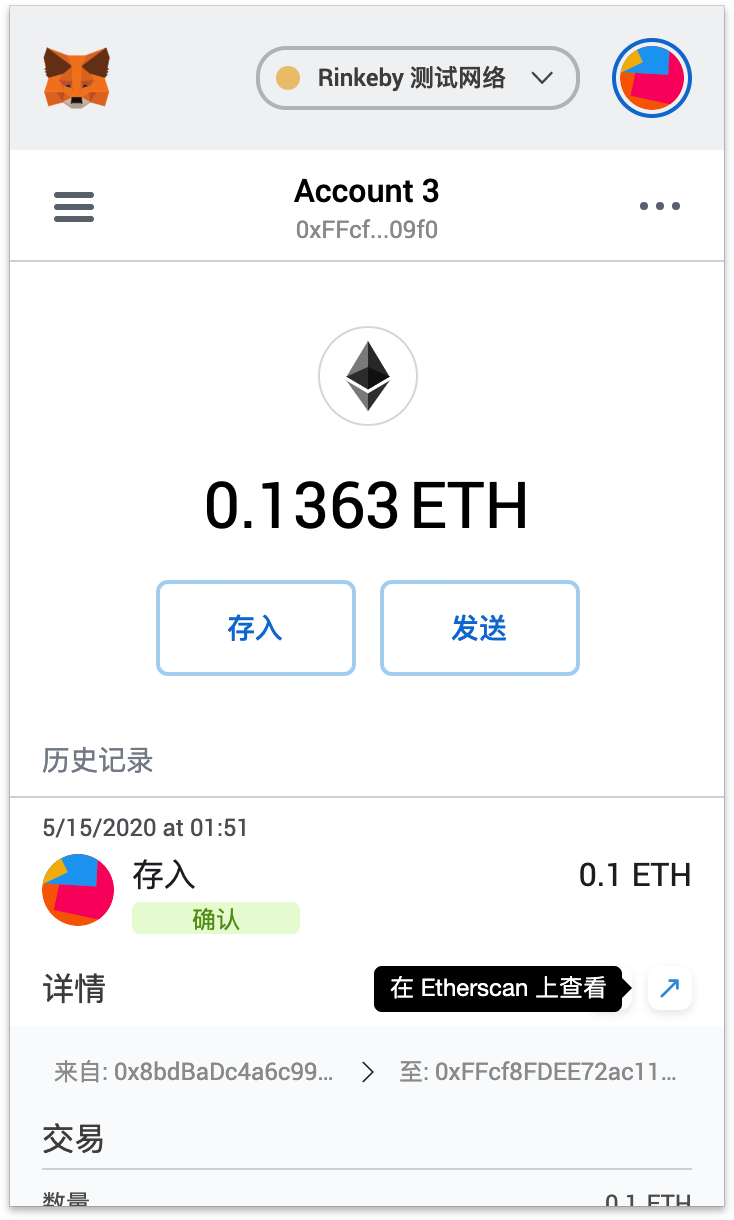 Rinkeby 测试网络
Account 3
0xFFcf...09f0
0.1363 ETH
存入
发送
历史记录
5/15/2020 at 01:51
存入
0.1 ETH
确认
详情
在 Etherscan 上查看
来自: 0x8bdBaDc4a6c99...
至: 0xFFcf8FDEE72ac11...
交易
数量
0.1 ETH